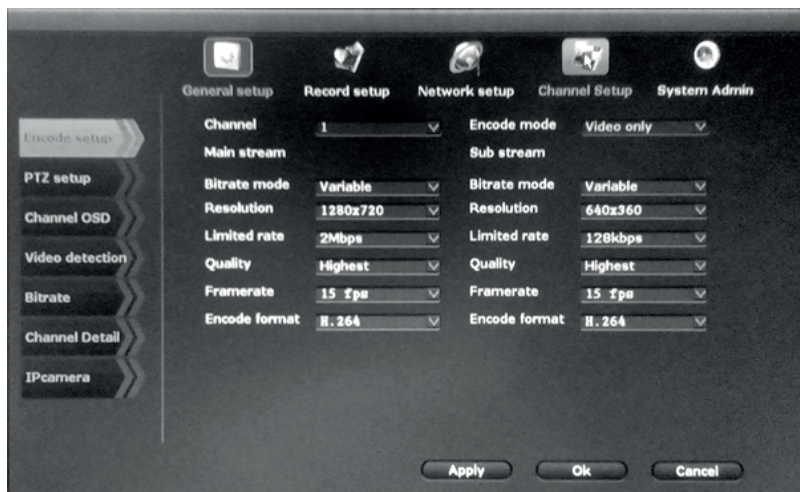 General setup Record setup Network setup Channel Setup System Admin
Encode setup
PTZ setup
Channel OSD
Video detection
Bitrate
Channel Detail
IPcamera
Channel 1 Encode mode Video only
Main stream Sub stream
Bitrate mode Variable Bitrate mode Variable
Resolution 1280x720 Resolution 640x360
Limited rate 2Mbps Limited rate 128kbps
Quality Highest Quality Highest
Framerate 15 fps Framerate 15 fps
Encode format H.264 Encode format H.264
Apply Ok Cancel